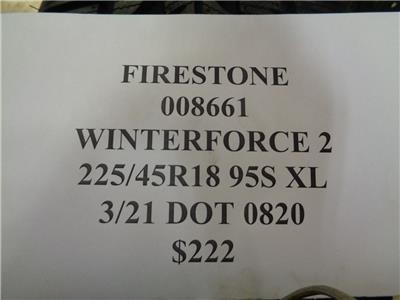 FIRESTONE
008661
WINTERFORCE 2
225/45R18 95S XL
3/21 DOT 0820
$222